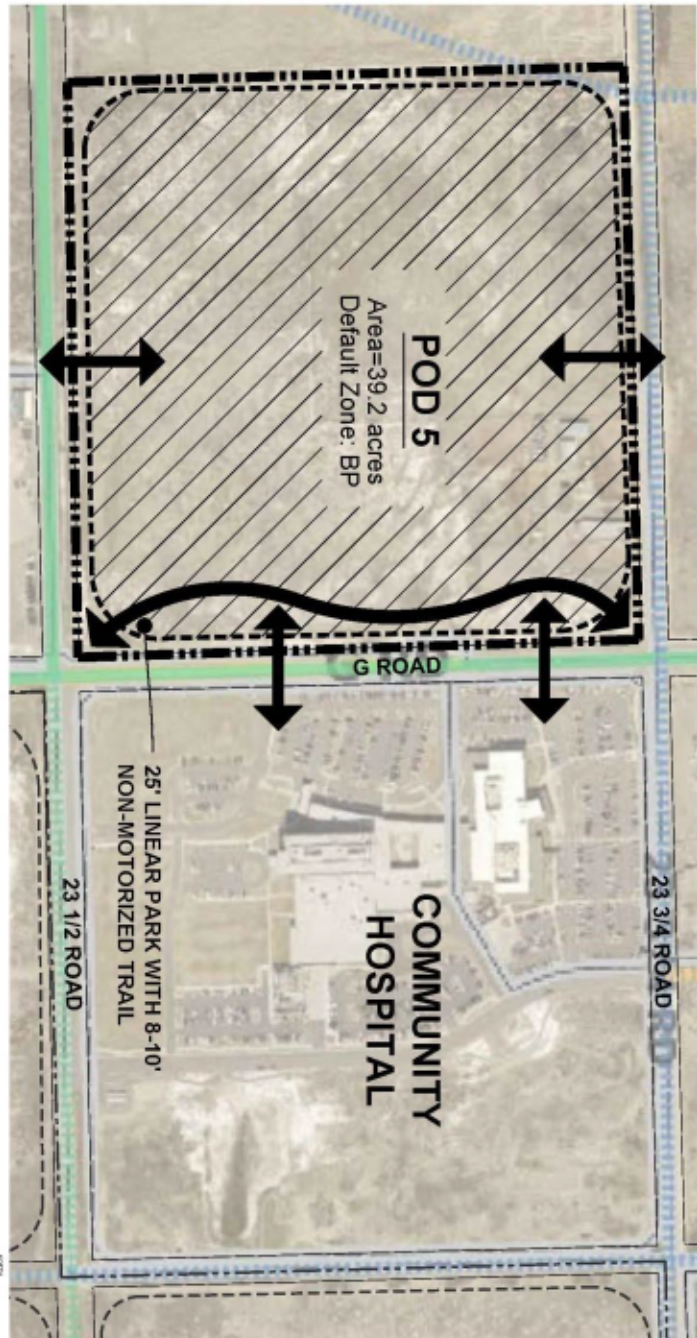 POD 5
Area=39.2 acres
Default Zone: BP
G ROAD
25' LINEAR PARK WITH 8-10'
NON-MOTORIZED TRAIL
COMMUNITY
HOSPITAL
23 1/2 ROAD
23 3/4 ROAD
RD